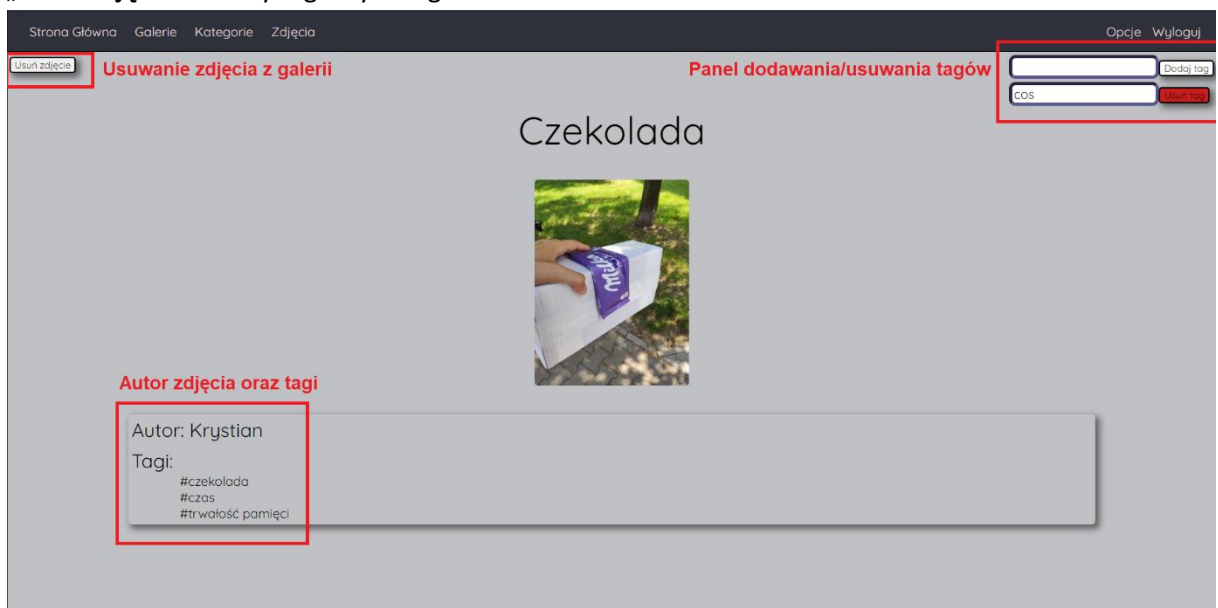 Strona Główna Galerie Kategorie Zdjęcia Opcje Wyloguj
Usuń zdjęcie Usuwanie zdjęcia z galerii Panel dodawania/usuwania tagów Dodaj tag
cos Usuń tag
Czekolada
Milka
Autor zdjęcia oraz tagi
Autor: Krystian
Tagi:
#czekolada
#czas
#trwałość pamięci